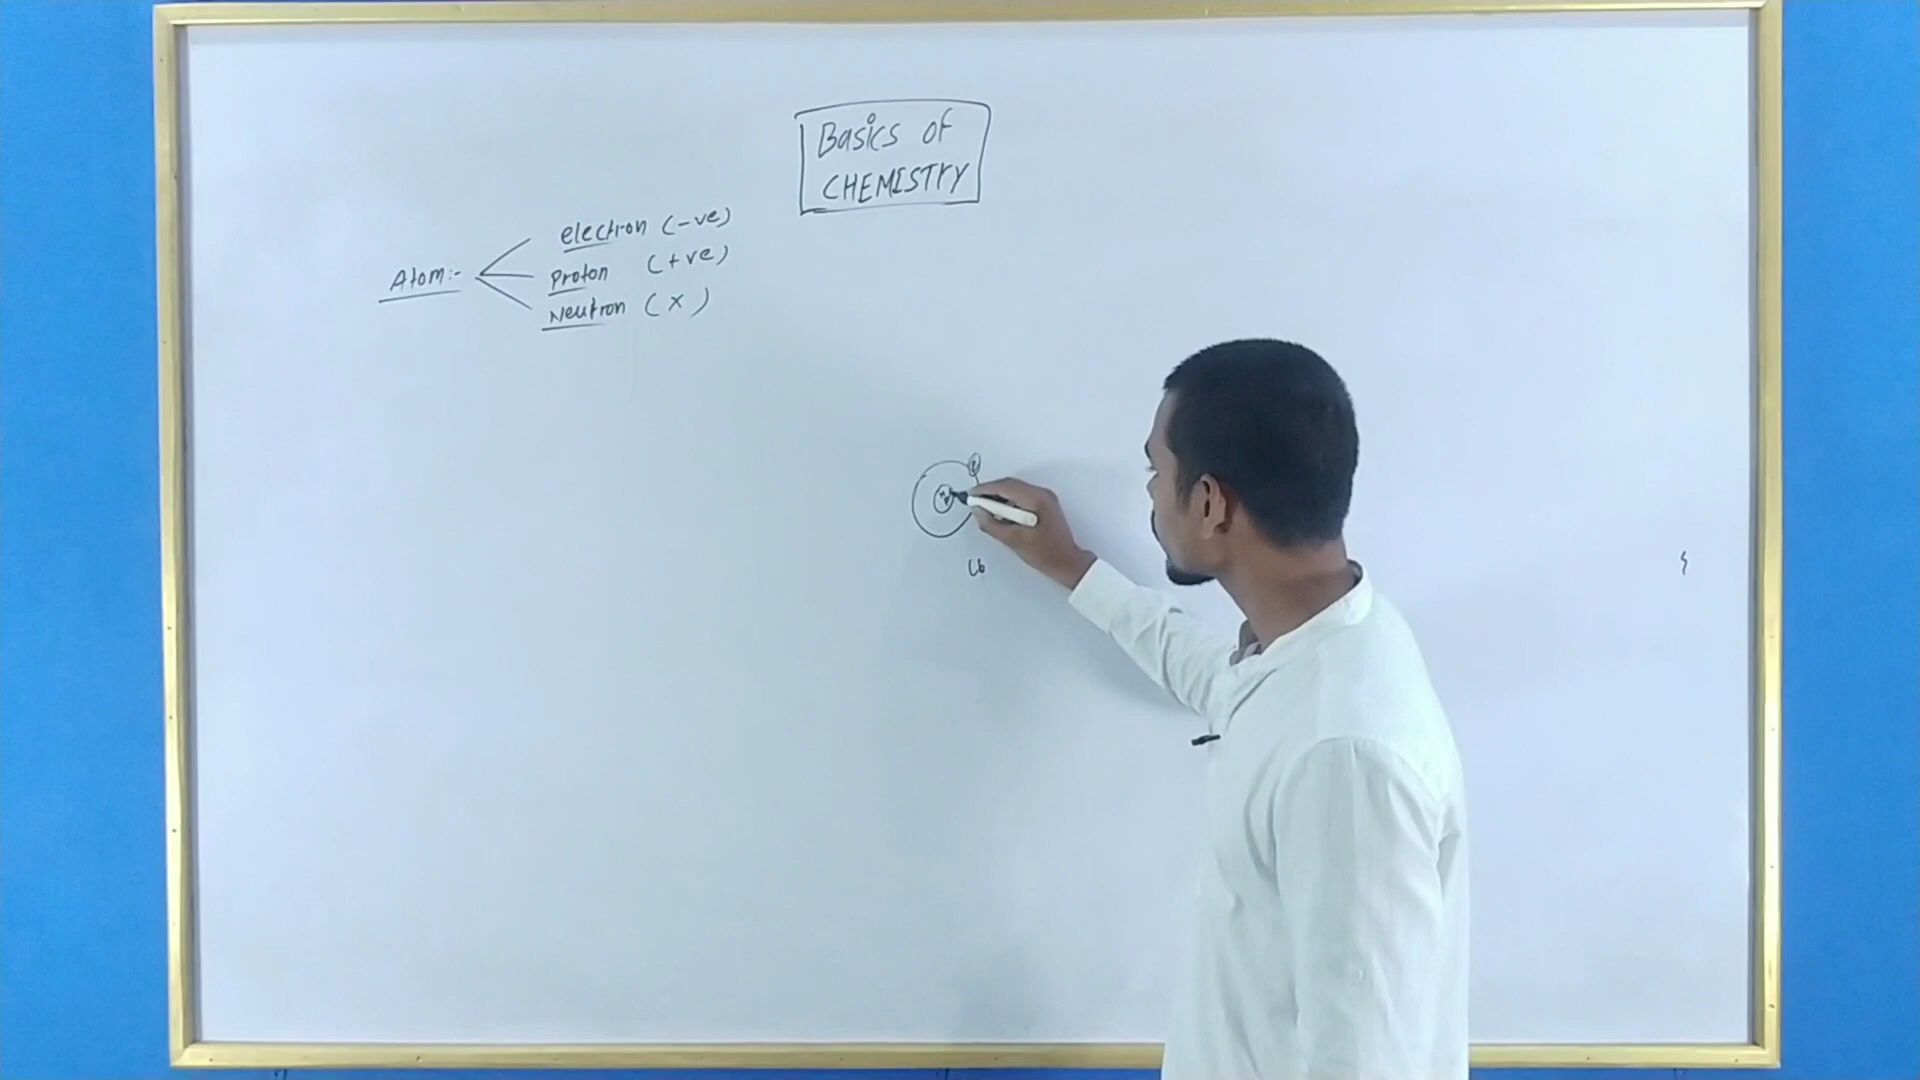 Basics of
CHEMISTRY
Atom:-
electron (-ve)
Proton (+ve)
Neutron (x)
e